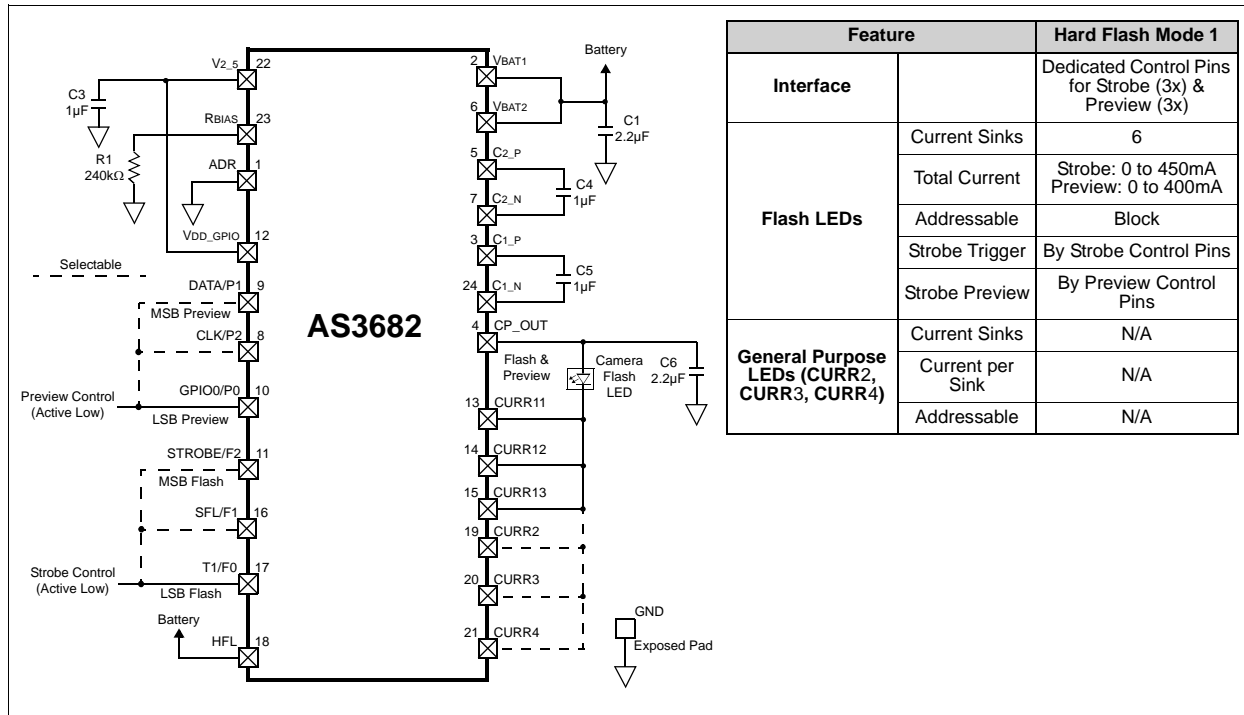 V2_5 22
C3
1µF
RBIAS 23
R1
240kΩ
ADR 1
VDD_GPIO 12
Selectable
DATA/P1 9
MSB Preview
CLK/P2 8
Preview Control
(Active Low)
GPIO0/P0 10
LSB Preview
STROBE/F2 11
MSB Flash
SFL/F1 16
Strobe Control
(Active Low)
T1/F0 17
LSB Flash
Battery
HFL 18
AS3682
2 VBAT1
Battery
6 VBAT2
C1
2.2µF
5 C2_P
C4
1µF
7 C2_N
3 C1_P
C5
1µF
24 C1_N
4 CP_OUT
Flash &
Preview
Camera
Flash
LED
C6
2.2µF
13 CURR11
14 CURR12
15 CURR13
19 CURR2
20 CURR3
21 CURR4
GND
Exposed Pad
Feature Hard Flash Mode 1
Interface
Dedicated Control Pins
for Strobe (3x) &
Preview (3x)
Flash LEDs
Current Sinks 6
Total Current
Strobe: 0 to 450mA
Preview: 0 to 400mA
Addressable Block
Strobe Trigger By Strobe Control Pins
Strobe Preview
By Preview Control
Pins
General Purpose
LEDs (CURR2,
CURR3, CURR4)
Current Sinks N/A
Current per
Sink
N/A
Addressable N/A